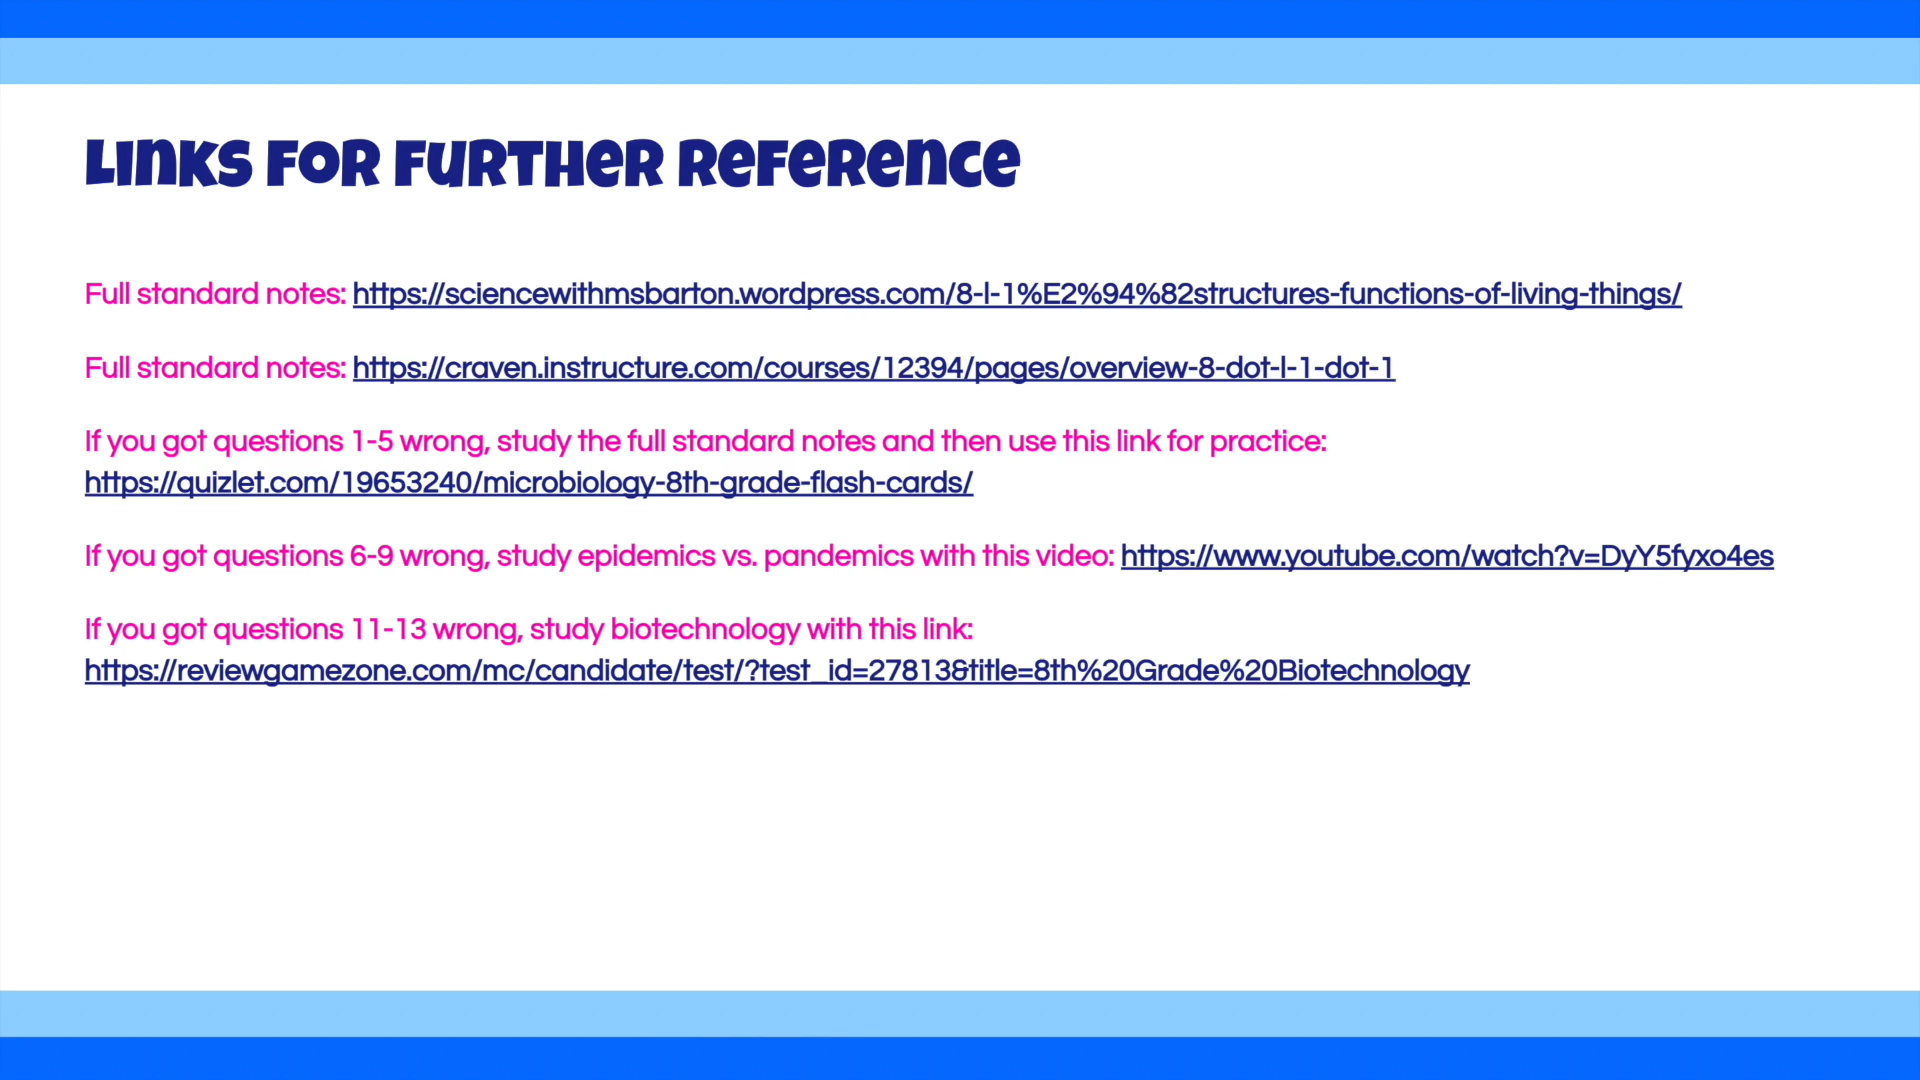 Links for Further Reference
Full standard notes: https://sciencewithmsbarton.wordpress.com/8-l-1%E2%94%82structures-functions-of-living-things/
Full standard notes: https://craven.instructure.com/courses/12394/pages/overview-8-dot-l-1-dot-1
If you got questions 1-5 wrong, study the full standard notes and then use this link for practice:
https://quizlet.com/19653240/microbiology-8th-grade-flash-cards/
If you got questions 6-9 wrong, study epidemics vs. pandemics with this video: https://www.youtube.com/watch?v=DyY5fyxo4es
If you got questions 11-13 wrong, study biotechnology with this link:
https://reviewgamezone.com/mc/candidate/test/?test_id=27813&title=8th%20Grade%20Biotechnology